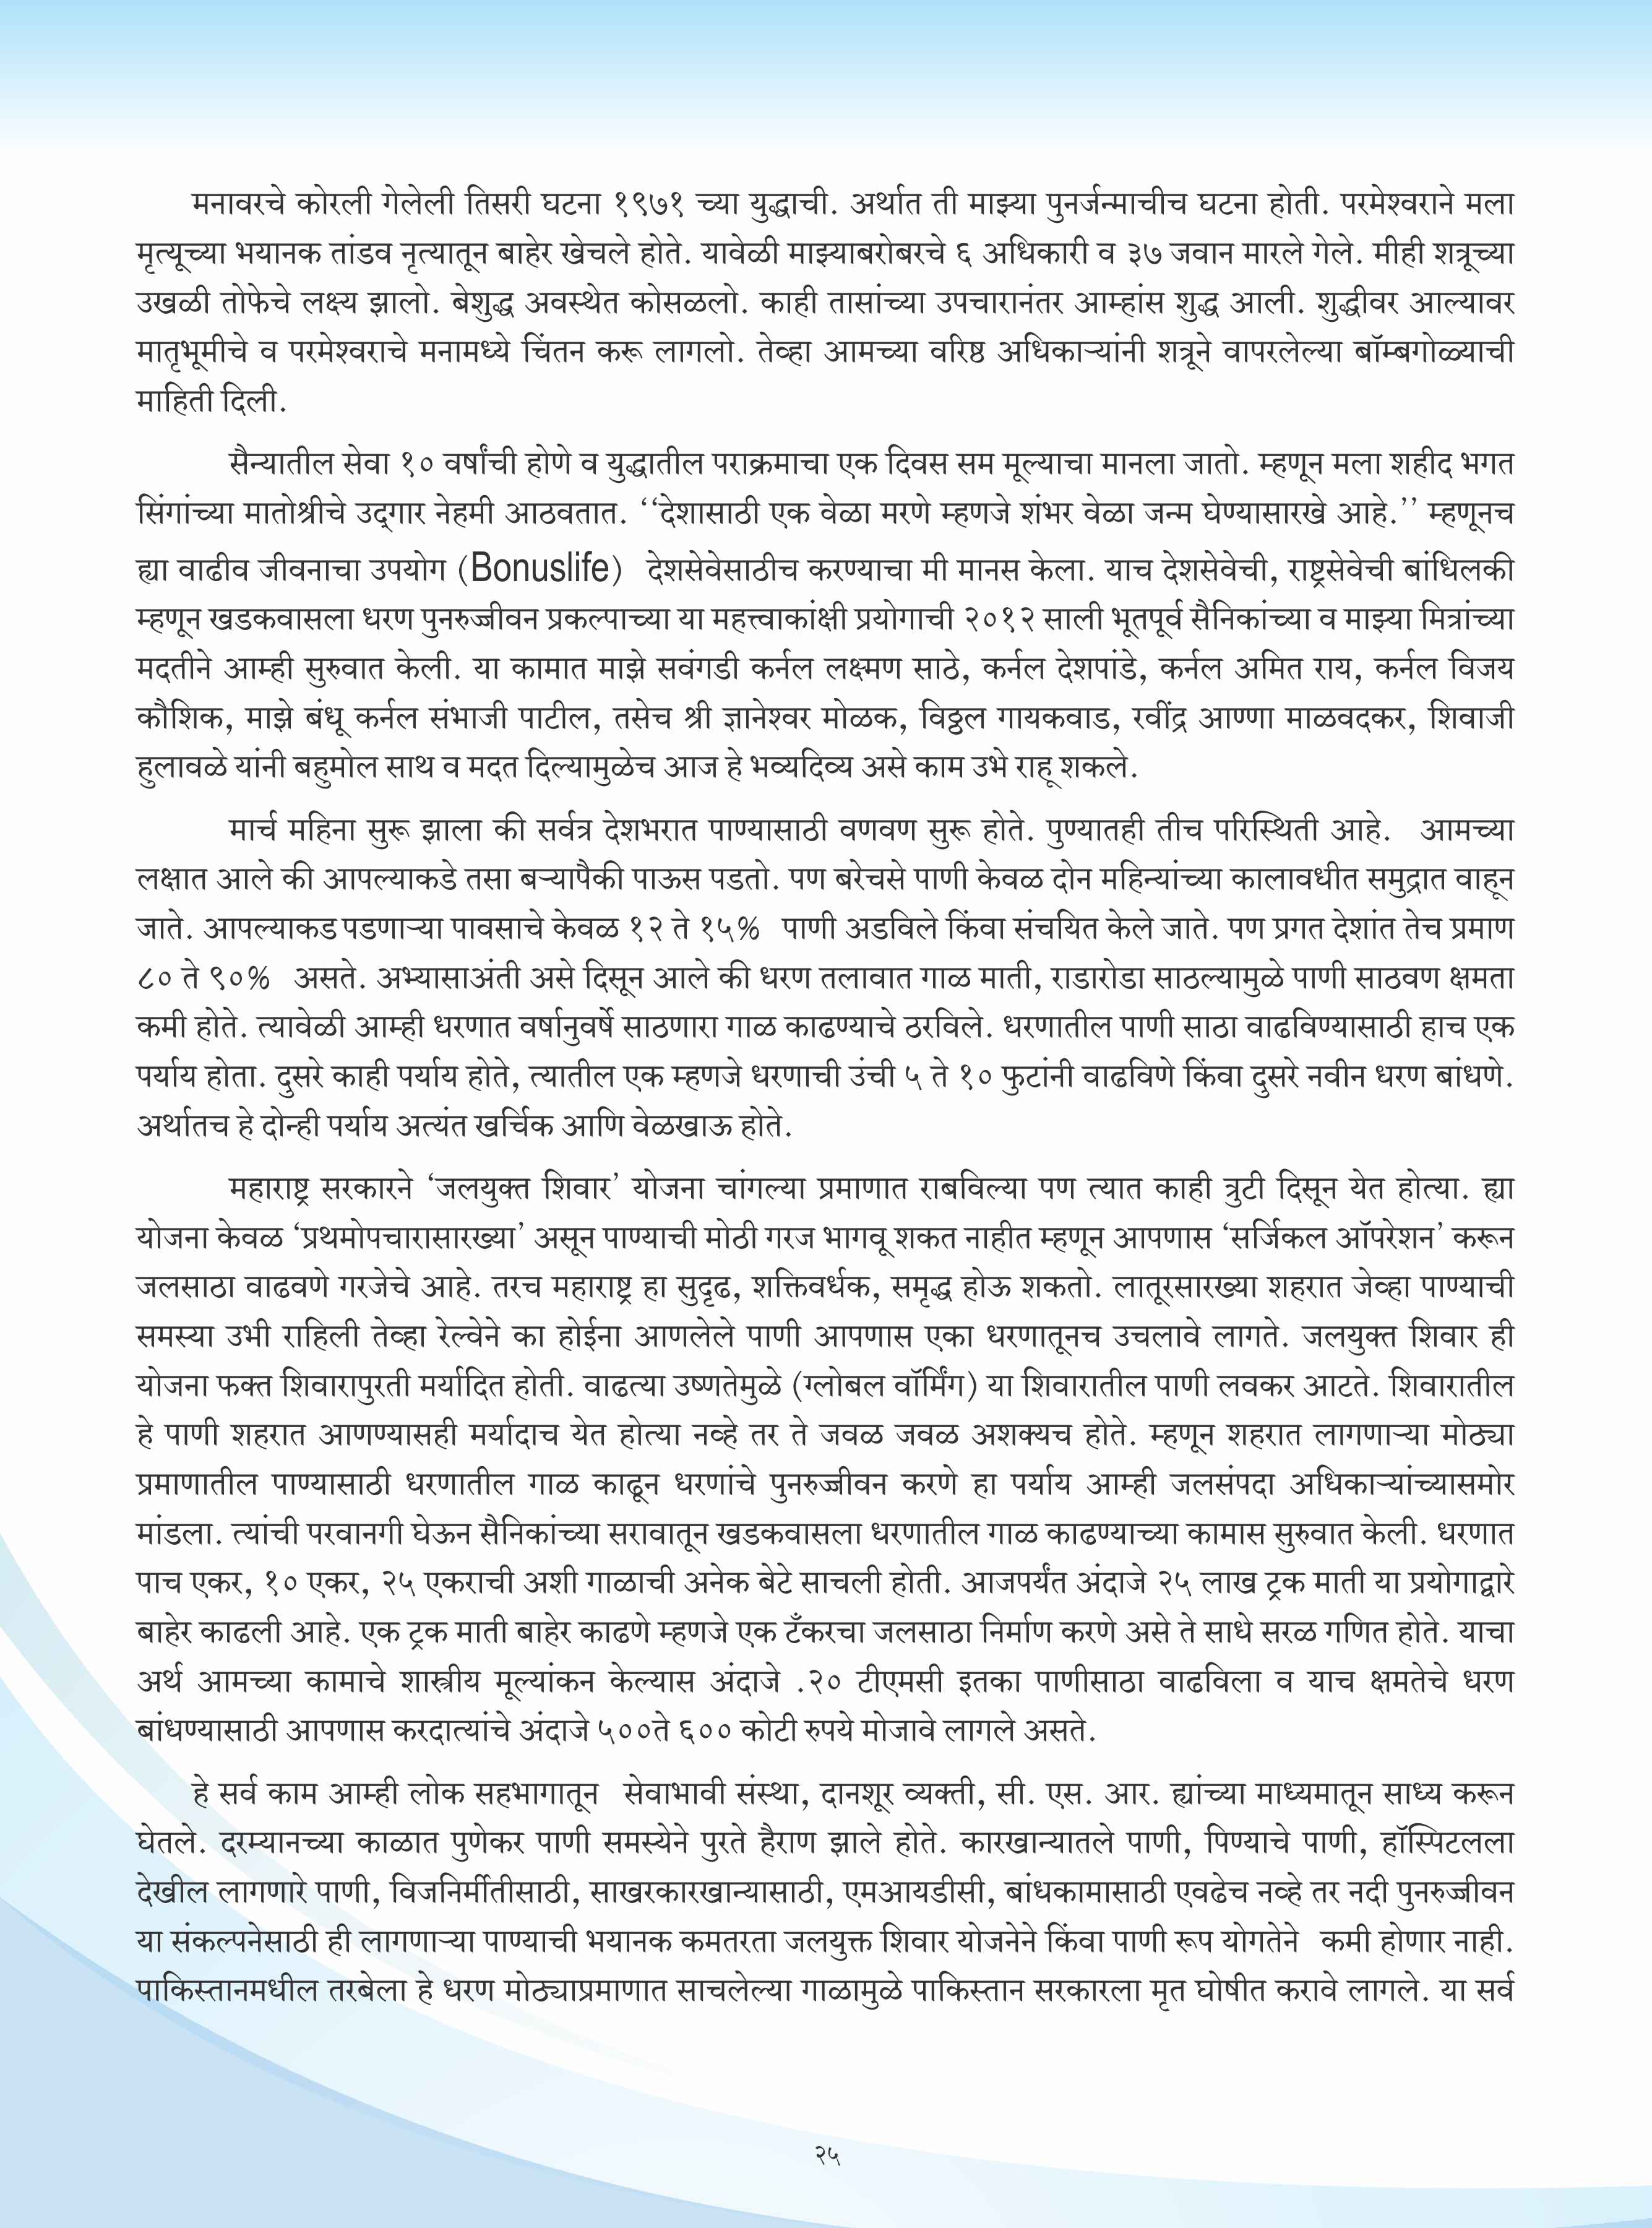 मनावरचे कोरली गेलेली तिसरी घटना १९७१ च्या युद्धाची. अर्थात ती माझ्या पुनर्जन्माचीच घटना होती. परमेश्वराने मला
मृत्यूच्या भयानक तांडव नृत्यातून बाहेर खेचले होते. यावेळी माझ्याबरोबरचे ६ अधिकारी व ३७ जवान मारले गेले. मीही शत्रूच्या
उखळी तोफेचे लक्ष्य झालो. बेशुद्ध अवस्थेत कोसळलो. काही तासांच्या उपचारानंतर आम्हांस शुद्ध आली. शुद्धीवर आल्यावर
मातृभूमीचे व परमेश्वराचे मनामध्ये चिंतन करू लागलो. तेव्हा आमच्या वरिष्ठ अधिकाऱ्यांनी शत्रूने वापरलेल्या बॉम्बगोळ्याची
माहिती दिली.
सैन्यातील सेवा १० वर्षांची होणे व युद्धातील पराक्रमाचा एक दिवस सम मूल्याचा मानला जातो. म्हणून मला शहीद भगत
सिंगांच्या मातोश्रीचे उद्‌गार नेहमी आठवतात. ‘‘देशासाठी एक वेळा मरणे म्हणजे शंभर वेळा जन्म घेण्यासारखे आहे.’’ म्हणूनच
ह्या वाढीव जीवनाचा उपयोग (Bonuslife) देशसेवेसाठीच करण्याचा मी मानस केला. याच देशसेवेची, राष्ट्रसेवेची बांधिलकी
म्हणून खडकवासला धरण पुनरुज्जीवन प्रकल्पाच्या या महत्त्वाकांक्षी प्रयोगाची २०१२ साली भूतपूर्व सैनिकांच्या व माझ्या मित्रांच्या
मदतीने आम्ही सुरुवात केली. या कामात माझे सवंगडी कर्नल लक्ष्मण साठे, कर्नल देशपांडे, कर्नल अमित राय, कर्नल विजय
कौशिक, माझे बंधू कर्नल संभाजी पाटील, तसेच श्री ज्ञानेश्वर मोळक, विठ्ठल गायकवाड, रवींद्र आण्णा माळवदकर, शिवाजी
हुलावळे यांनी बहुमोल साथ व मदत दिल्यामुळेच आज हे भव्यदिव्य असे काम उभे राहू शकले.
मार्च महिना सुरू झाला की सर्वत्र देशभरात पाण्यासाठी वणवण सुरू होते. पुण्यातही तीच परिस्थिती आहे. आमच्या
लक्षात आले की आपल्याकडे तसा बऱ्यापैकी पाऊस पडतो. पण बरेचसे पाणी केवळ दोन महिन्यांच्या कालावधीत समुद्रात वाहून
जाते. आपल्याकड पडणाऱ्या पावसाचे केवळ १२ ते १५% पाणी अडविले किंवा संचयित केले जाते. पण प्रगत देशांत तेच प्रमाण
८० ते ९०% असते. अभ्यासाअंती असे दिसून आले की धरण तलावात गाळ माती, राडारोडा साठल्यामुळे पाणी साठवण क्षमता
कमी होते. त्यावेळी आम्ही धरणात वर्षानुवर्षे साठणारा गाळ काढण्याचे ठरविले. धरणातील पाणी साठा वाढविण्यासाठी हाच एक
पर्याय होता. दुसरे काही पर्याय होते, त्यातील एक म्हणजे धरणाची उंची ५ ते १० फुटांनी वाढविणे किंवा दुसरे नवीन धरण बांधणे.
अर्थातच हे दोन्ही पर्याय अत्यंत खर्चिक आणि वेळखाऊ होते.
महाराष्ट्र सरकारने ‘जलयुक्त शिवार’ योजना चांगल्या प्रमाणात राबविल्या पण त्यात काही त्रुटी दिसून येत होत्या. ह्या
योजना केवळ ‘प्रथमोपचारासारख्या’ असून पाण्याची मोठी गरज भागवू शकत नाहीत म्हणून आपणास ‘सर्जिकल ऑपरेशन’ करून
जलसाठा वाढवणे गरजेचे आहे. तरच महाराष्ट्र हा सुदृढ, शक्तिवर्धक, समृद्ध होऊ शकतो. लातूरसारख्या शहरात जेव्हा पाण्याची
समस्या उभी राहिली तेव्हा रेल्वेने का होईना आणलेले पाणी आपणास एका धरणातूनच उचलावे लागते. जलयुक्त शिवार ही
योजना फक्त शिवारापुरती मर्यादित होती. वाढत्या उष्णतेमुळे (ग्लोबल वॉर्मिंग) या शिवारातील पाणी लवकर आटते. शिवारातील
हे पाणी शहरात आणण्यासही मर्यादाच येत होत्या नव्हे तर ते जवळ जवळ अशक्यच होते. म्हणून शहरात लागणाऱ्या मोठ्या
प्रमाणातील पाण्यासाठी धरणातील गाळ काढून धरणांचे पुनरुज्जीवन करणे हा पर्याय आम्ही जलसंपदा अधिकाऱ्यांच्यासमोर
मांडला. त्यांची परवानगी घेऊन सैनिकांच्या सरावातून खडकवासला धरणातील गाळ काढण्याच्या कामास सुरुवात केली. धरणात
पाच एकर, १० एकर, २५ एकराची अशी गाळाची अनेक बेटे साचली होती. आजपर्यंत अंदाजे २५ लाख ट्रक माती या प्रयोगाद्वारे
बाहेर काढली आहे. एक ट्रक माती बाहेर काढणे म्हणजे एक टँकरचा जलसाठा निर्माण करणे असे ते साधे सरळ गणित होते. याचा
अर्थ आमच्या कामाचे शास्त्रीय मूल्यांकन केल्यास अंदाजे .२० टीएमसी इतका पाणीसाठा वाढविला व याच क्षमतेचे धरण
बांधण्यासाठी आपणास करदात्यांचे अंदाजे ५००ते ६०० कोटी रुपये मोजावे लागले असते.
हे सर्व काम आम्ही लोक सहभागातून सेवाभावी संस्था, दानशूर व्यक्ती, सी. एस. आर. ह्यांच्या माध्यमातून साध्य करून
घेतले. दरम्यानच्या काळात पुणेकर पाणी समस्येने पुरते हैराण झाले होते. कारखान्यातले पाणी, पिण्याचे पाणी, हॉस्पिटलला
देखील लागणारे पाणी, विजनिर्मीतीसाठी, साखरकारखान्यासाठी, एमआयडीसी, बांधकामासाठी एवढेच नव्हे तर नदी पुनरुज्जीवन
या संकल्पनेसाठी ही लागणाऱ्या पाण्याची भयानक कमतरता जलयुक्त शिवार योजनेने किंवा पाणी रूप योगतेने कमी होणार नाही.
पाकिस्तानमधील तरबेला हे धरण मोठ्याप्रमाणात साचलेल्या गाळामुळे पाकिस्तान सरकारला मृत घोषीत करावे लागले. या सर्व
२५